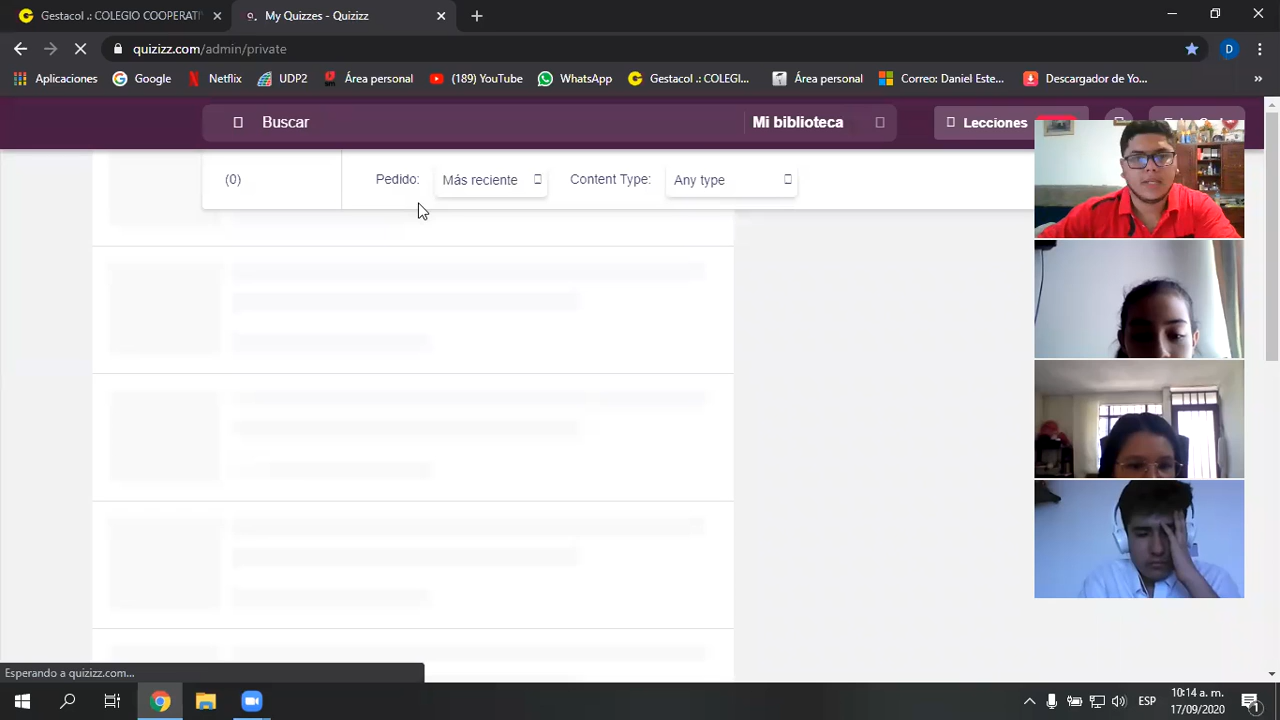 Gestacol .: COLEGIO COOPERATI
My Quizzes - Quizizz
quizizz.com/admin/private
D
Aplicaciones
Google
Netflix
UDP2
Área personal
(189) YouTube
WhatsApp
Gestacol .: COLEGI...
Área personal
Correo: Daniel Este...
Descargador de Yo...
»
Buscar
Mi biblioteca
Lecciones
(0)
Pedido:
Más reciente
Content Type:
Any type
Esperando a quizizz.com...
ESP
10:14 a. m.
17/09/2020
1